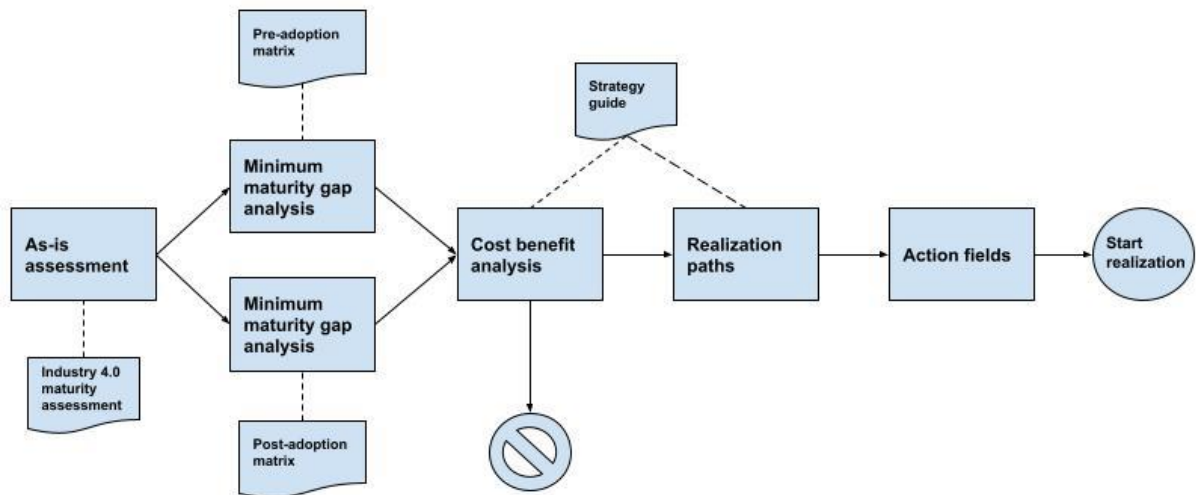 Pre-adoption
matrix
Strategy
guide
Minimum
maturity gap
analysis
As-is
assessment
Cost benefit
analysis
Realization
paths
Action fields
Start
realization
Minimum
maturity gap
analysis
Industry 4.0
maturity
assessment
Post-adoption
matrix